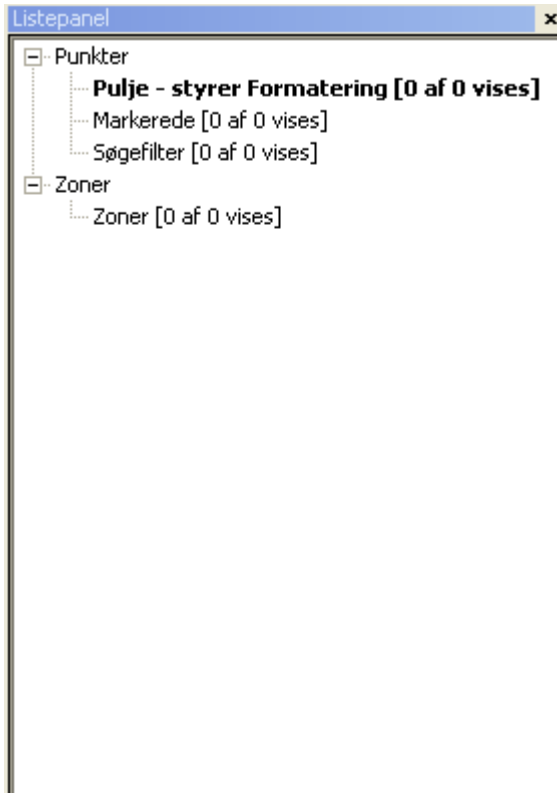 Listepanel
Punkter
Pulje - styrer Formatering [0 af 0 vises]
Markerede [0 af 0 vises]
Søgefilter [0 af 0 vises]
Zoner
Zoner [0 af 0 vises]